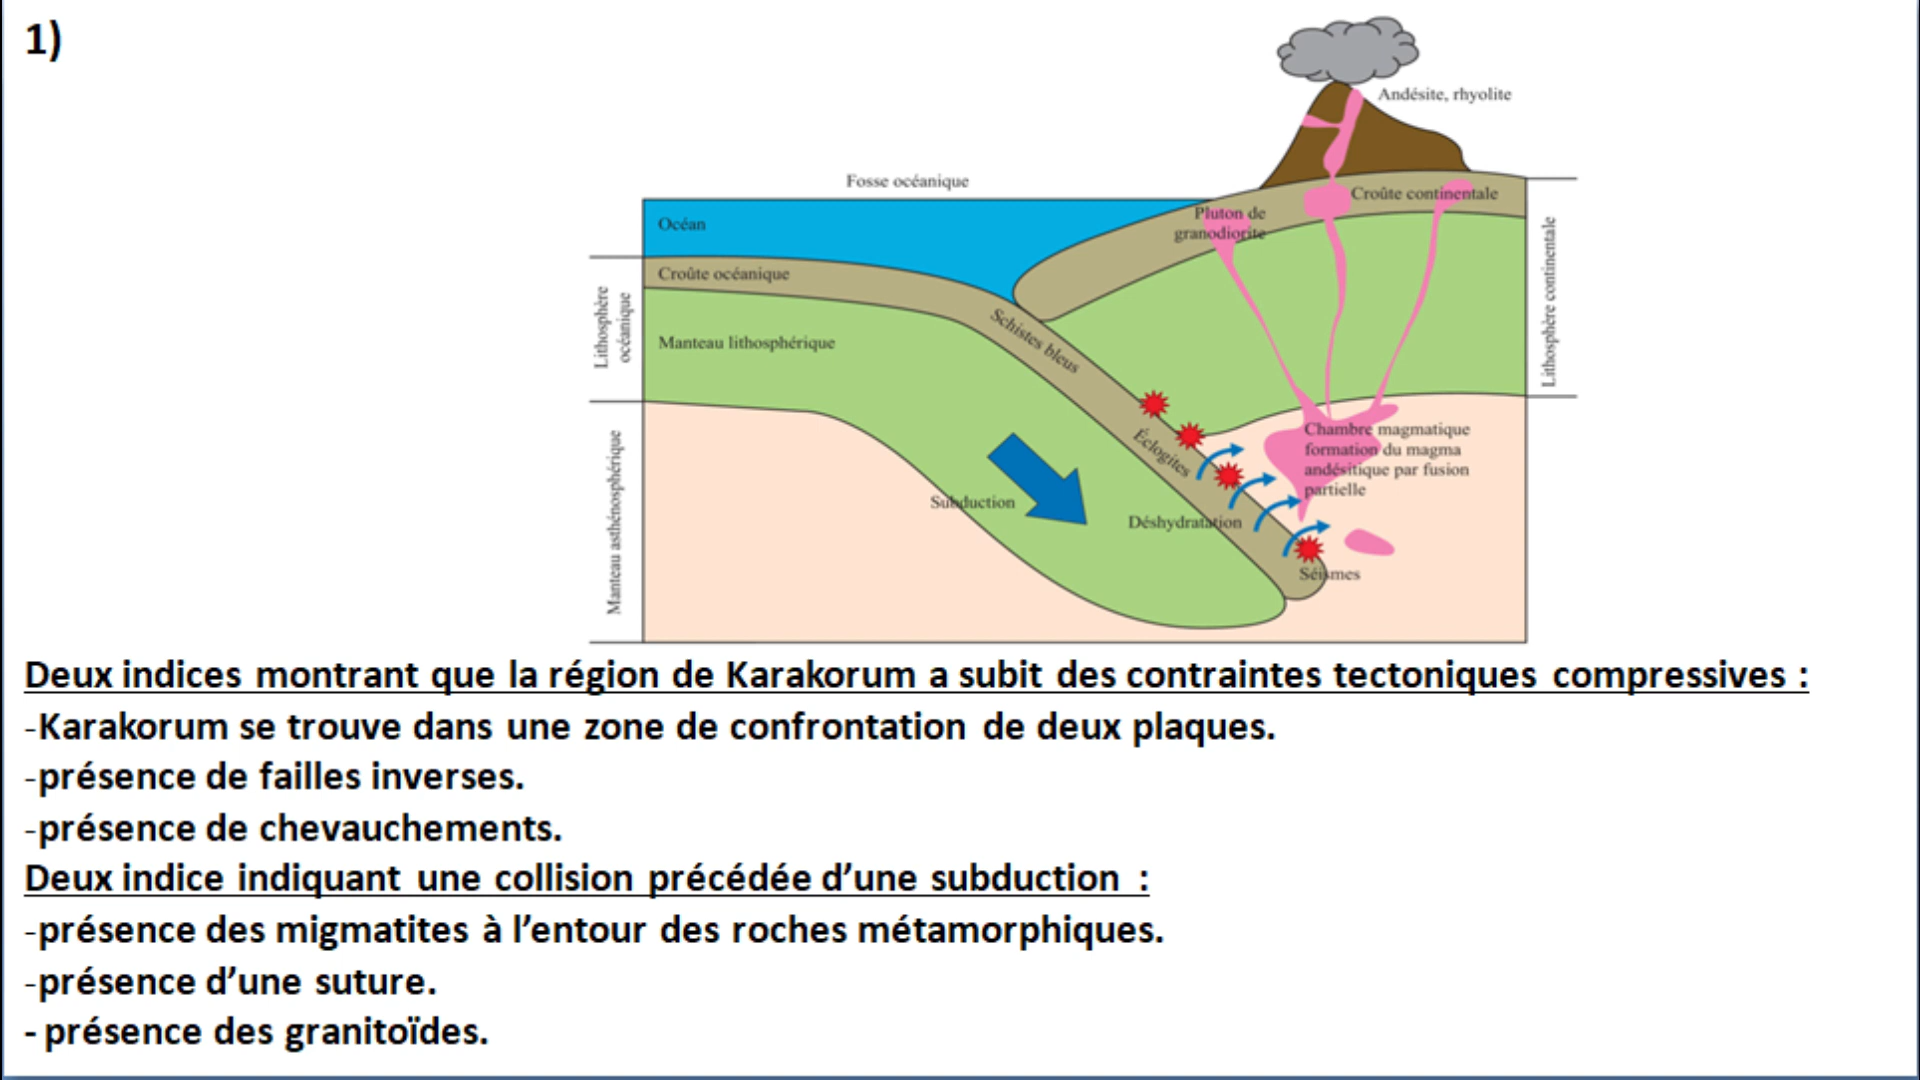 1)
Andésite, rhyolite
Fosse océanique
Croûte continentale
Pluton de
granodiorite
Océan
Croûte océanique
Lithosphère
océanique
Lithosphère continentale
Schistes bleus
Manteau lithosphérique
Chambre magmatique
formation du magma
andésitique par fusion
partielle
Éclogites
Manteau asthénosphérique
Subduction
Déshydratation
Séismes
Deux indices montrant que la région de Karakorum a subit des contraintes tectoniques compressives :
-Karakorum se trouve dans une zone de confrontation de deux plaques.
-présence de failles inverses.
-présence de chevauchements.
Deux indice indiquant une collision précédée d’une subduction :
-présence des migmatites à l’entour des roches métamorphiques.
-présence d’une suture.
- présence des granitoïdes.